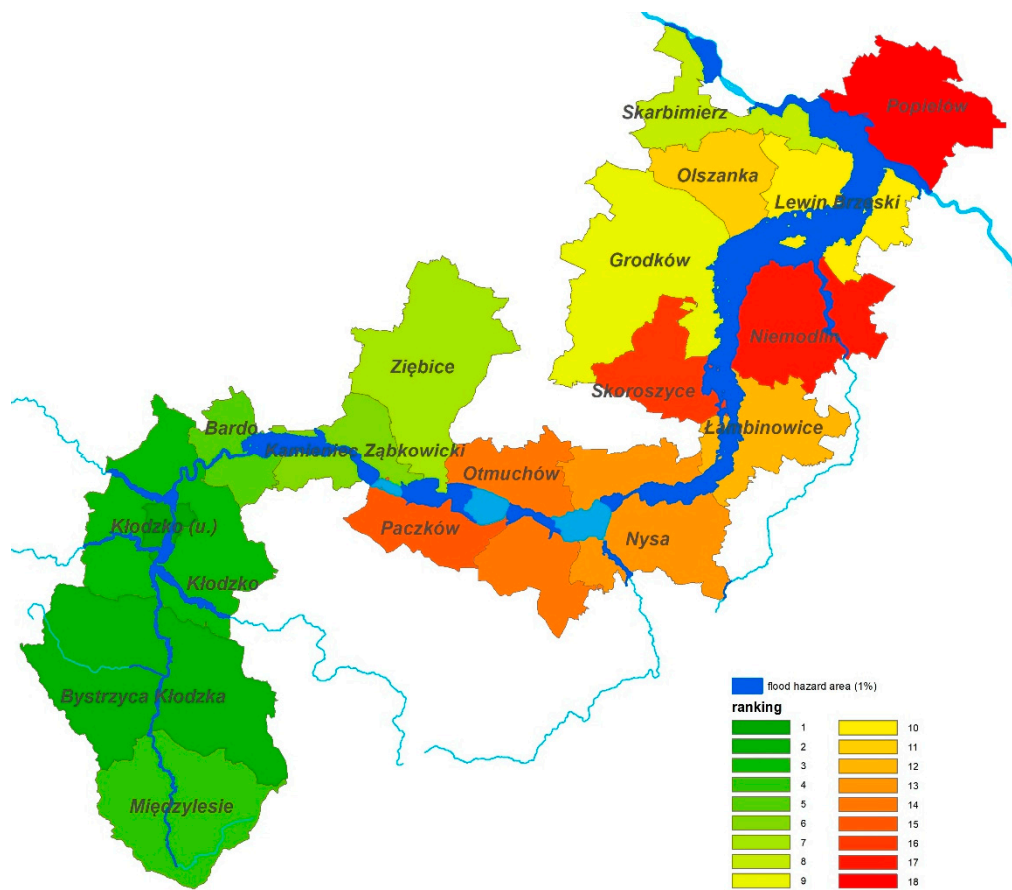 Popielów
Skarbimierz
Olszanka
Lewin Brzeski
Grodków
Niemodlin
Ziębice
Skoroszyce
Łambinowice
Bardo
Kamieniec Ząbkowicki
Otmuchów
Paczków
Kłodzko (u.)
Nysa
Kłodzko
Bystrzyca Kłodzka
Międzylesie
flood hazard area (1%)
ranking
1
2
3
4
5
6
7
8
9
10
11
12
13
14
15
16
17
18